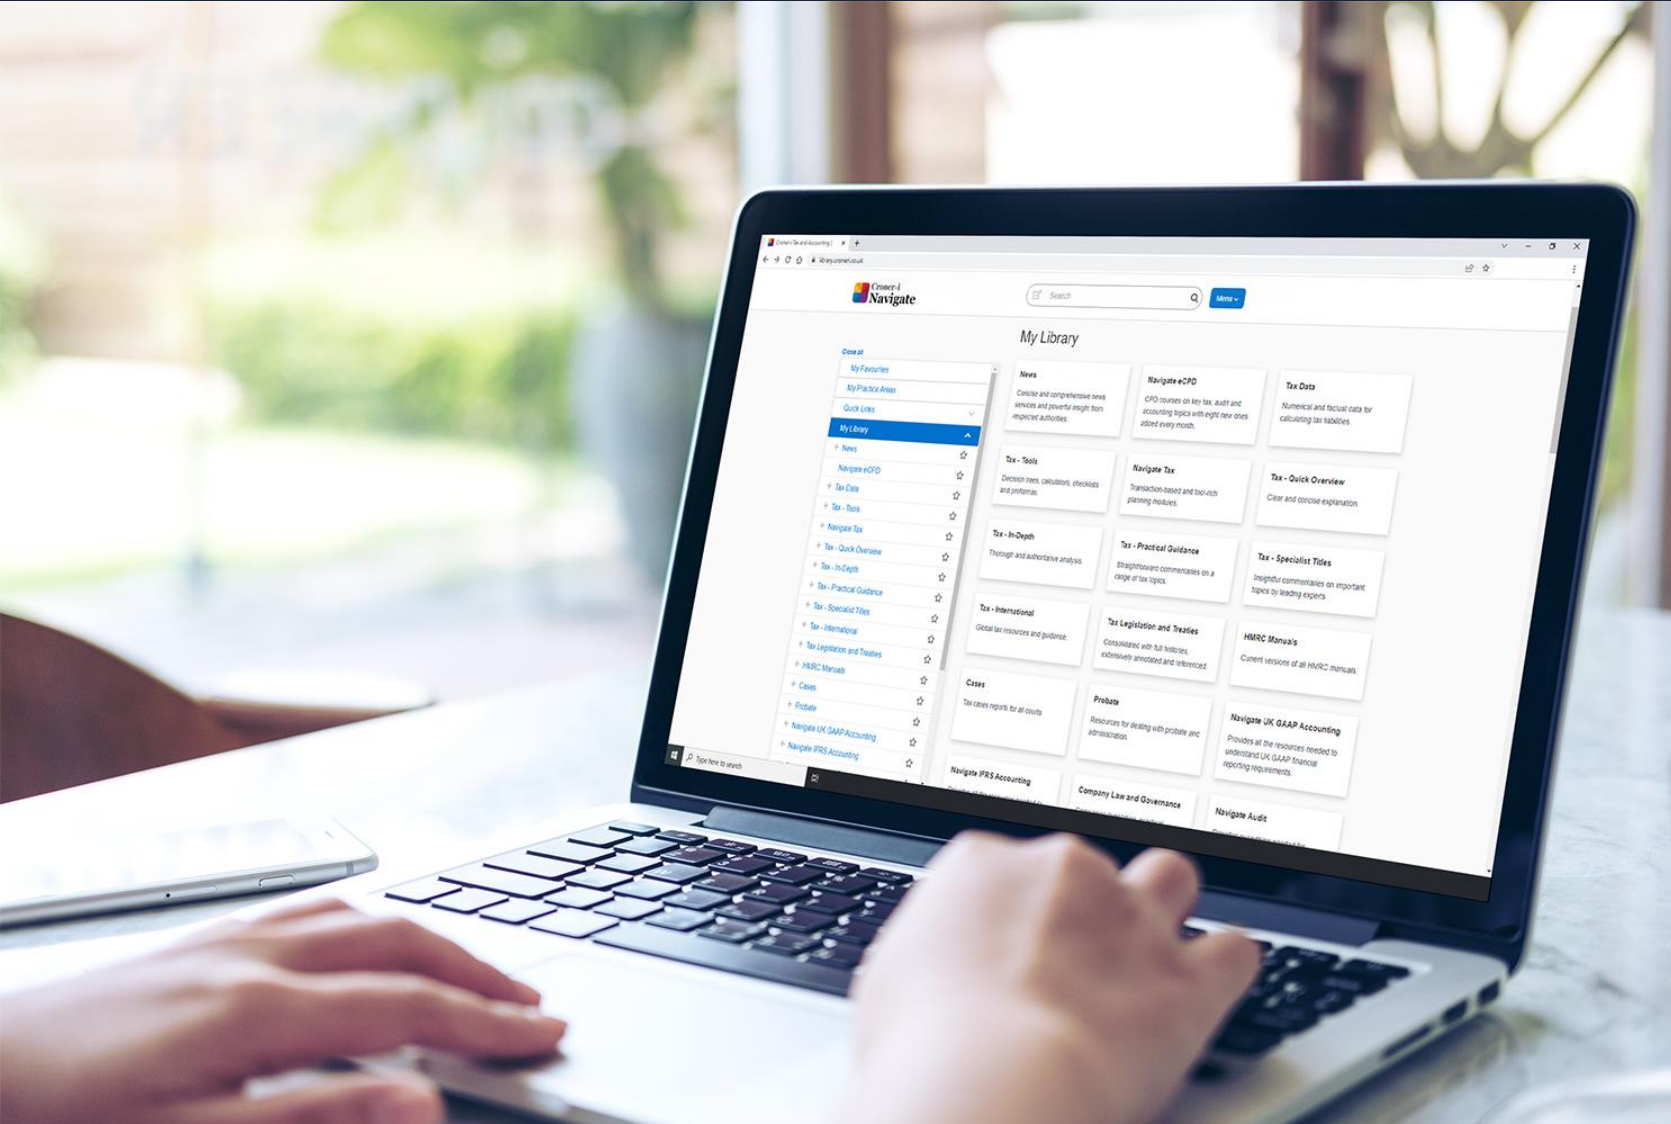 Croner-i Tax and Accounting |
library.croneri.co.uk
Croner-i
Navigate
Search
Menu
My Library
Close all
My Favourites
My Practice Areas
Quick Links
My Library
News
Navigate eCPD
Tax Data
Tax - Tools
Navigate Tax
Tax - Quick Overview
Tax - In-Depth
Tax - Practical Guidance
Tax - Specialist Titles
Tax - International
Tax Legislation and Treaties
HMRC Manuals
Cases
Probate
Navigate UK GAAP Accounting
Navigate IFRS Accounting
News
Concise and comprehensive news
services and powerful insight from
respected authorities.
Navigate eCPD
CPD courses on key tax, audit and
accounting topics with eight new ones
added every month.
Tax Data
Numerical and factual data for
calculating tax liabilities.
Tax - Tools
Decision trees, calculators, checklists
and proformas.
Navigate Tax
Transaction-based and tool-rich
planning modules.
Tax - Quick Overview
Clear and concise explanation.
Tax - In-Depth
Thorough and authoritative analysis.
Tax - Practical Guidance
Straightforward commentaries on a
range of tax topics.
Tax - Specialist Titles
Insightful commentaries on important
topics by leading experts
Tax - International
Global tax resources and guidance.
Tax Legislation and Treaties
Consolidated with full histories,
extensively annotated and referenced.
HMRC Manuals
Current versions of all HMRC manuals.
Cases
Tax cases reports for all courts.
Probate
Resources for dealing with probate and
administration.
Navigate UK GAAP Accounting
Provides all the resources needed to
understand UK GAAP financial
reporting requirements.
Navigate IFRS Accounting
Company Law and Governance
Navigate Audit
Type here to search